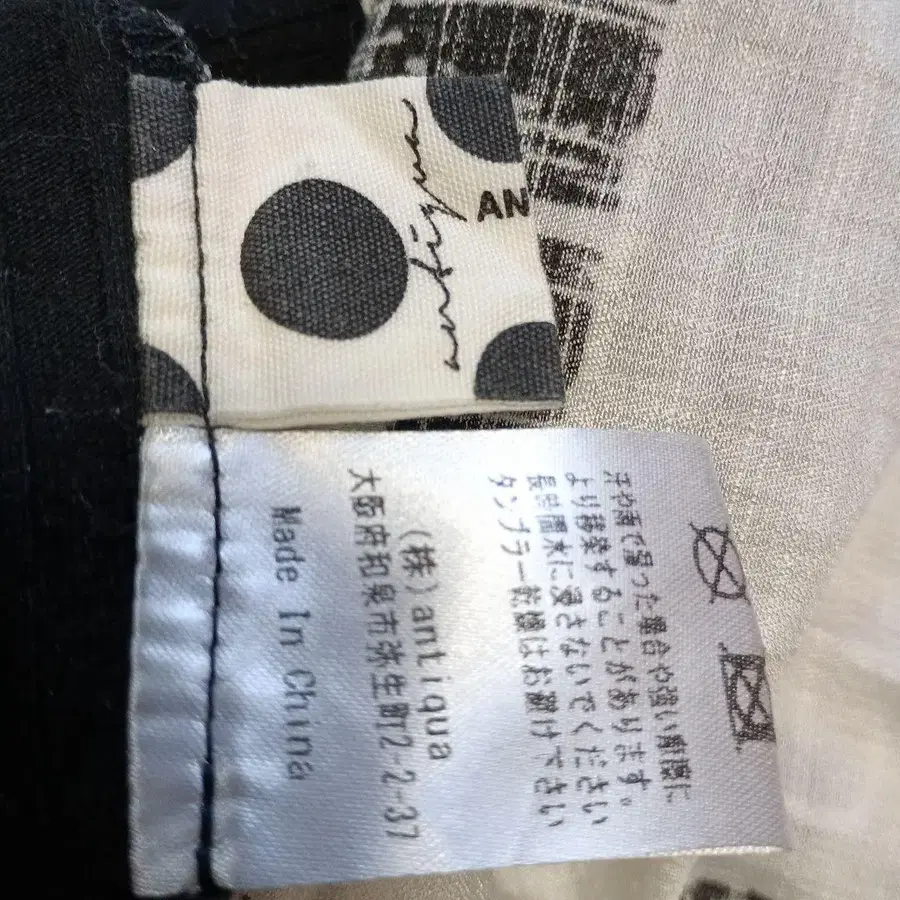 antiqua
AN
汗や雨で湿った場合や強い摩擦に
より移染することがあります。
長時間水に浸さないでください
タンブラー乾燥はお避け下さい
(株)antiqua
大阪府和泉市弥生町2-2-37
Made In China